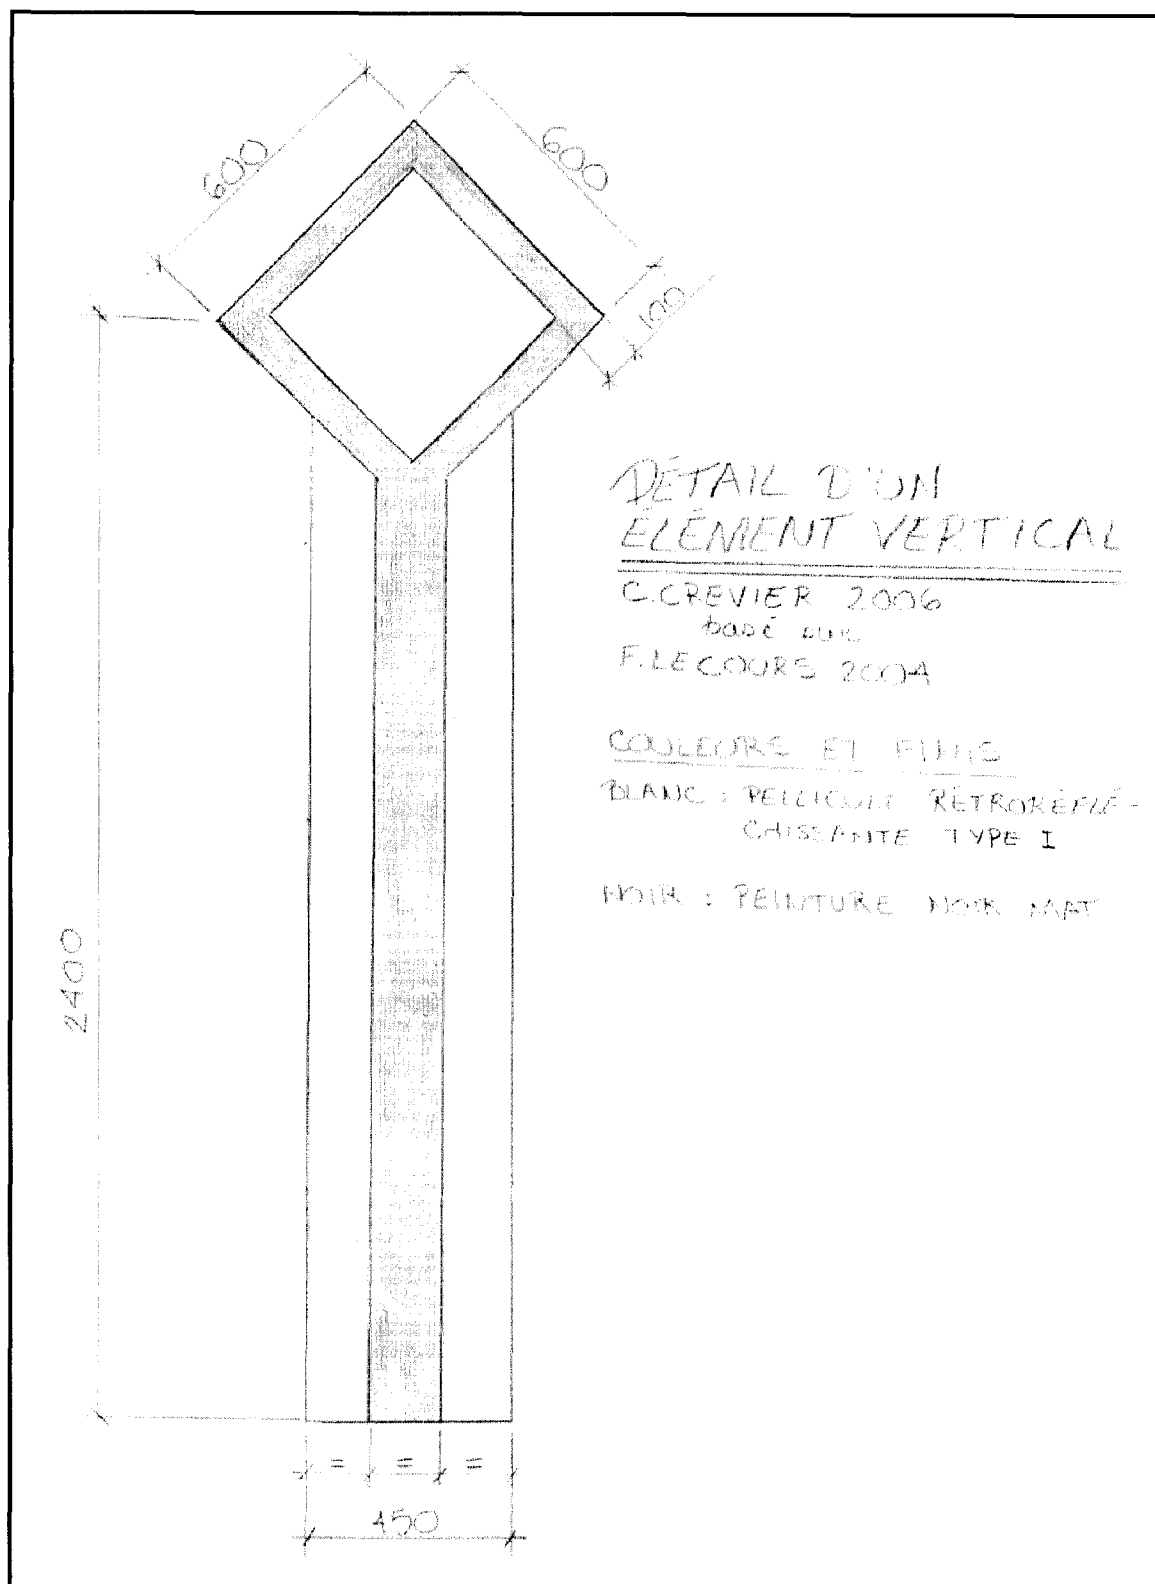 600
600
100
2400
DÉTAIL D'UN
ÉLÉMENT VERTICAL
C. CREVIER 2006
basé sur
F. LECOURS 2004
COULEURS ET FINIS
BLANC : PELLICULE RÉTRORÉFLÉ-
CHISSANTE TYPE I
NOIR : PEINTURE NOIR MAT
= = =
450